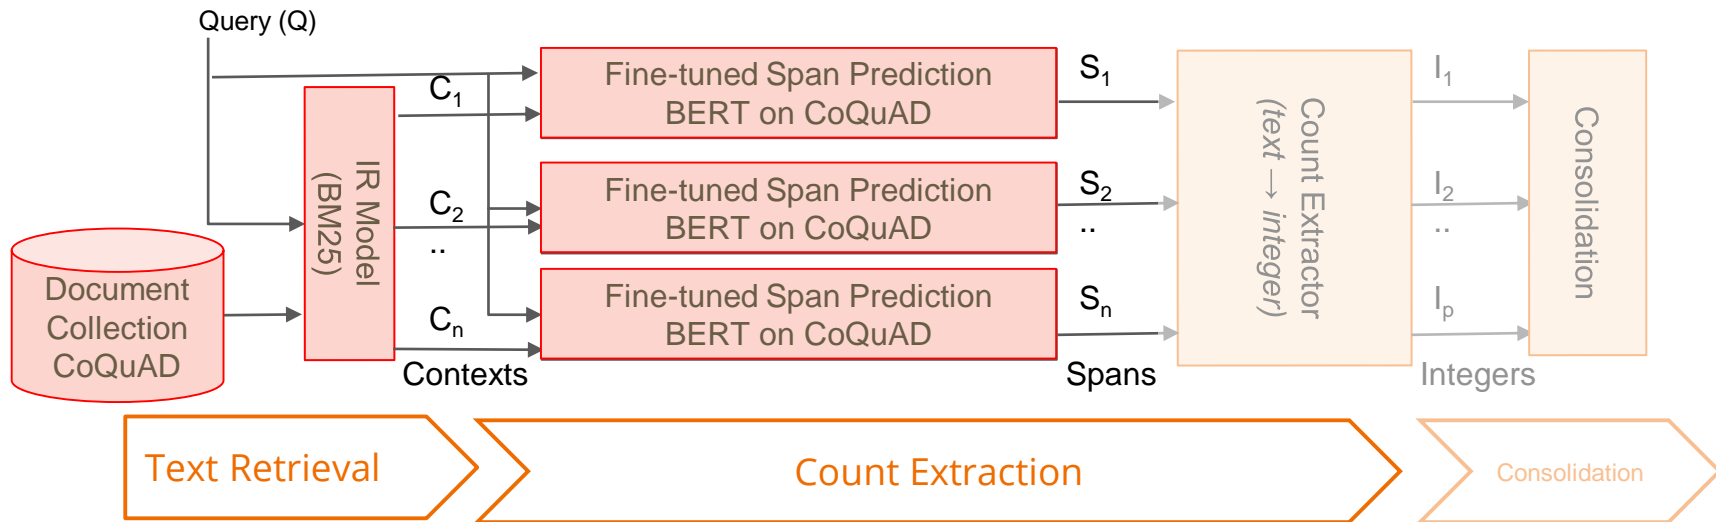 Query (Q)
Document
Collection
CoQuAD
IR Model
(BM25)
C1
C2
..
Cn
Contexts
Fine-tuned Span Prediction
BERT on CoQuAD
Fine-tuned Span Prediction
BERT on CoQuAD
Fine-tuned Span Prediction
BERT on CoQuAD
S1
S2
..
Sn
Spans
Count Extractor
(text → integer)
I1
I2
..
Ip
Integers
Consolidation
Text Retrieval
Count Extraction
Consolidation